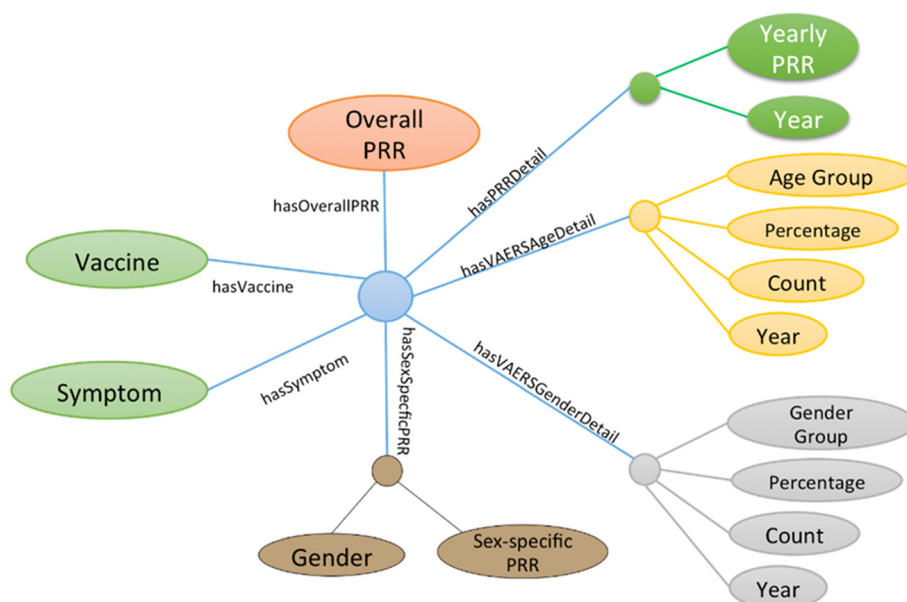 Yearly
PRR
Year
Overall
PRR
hasPRRDetail
hasOverallPRR
Age Group
Percentage
Count
Year
hasVAERSAgeDetail
Vaccine
hasVaccine
Symptom
hasSymptom
hasSexSpecficPRR
hasVAERSGenderDetail
Gender
Group
Percentage
Count
Year
Gender
Sex-specific
PRR